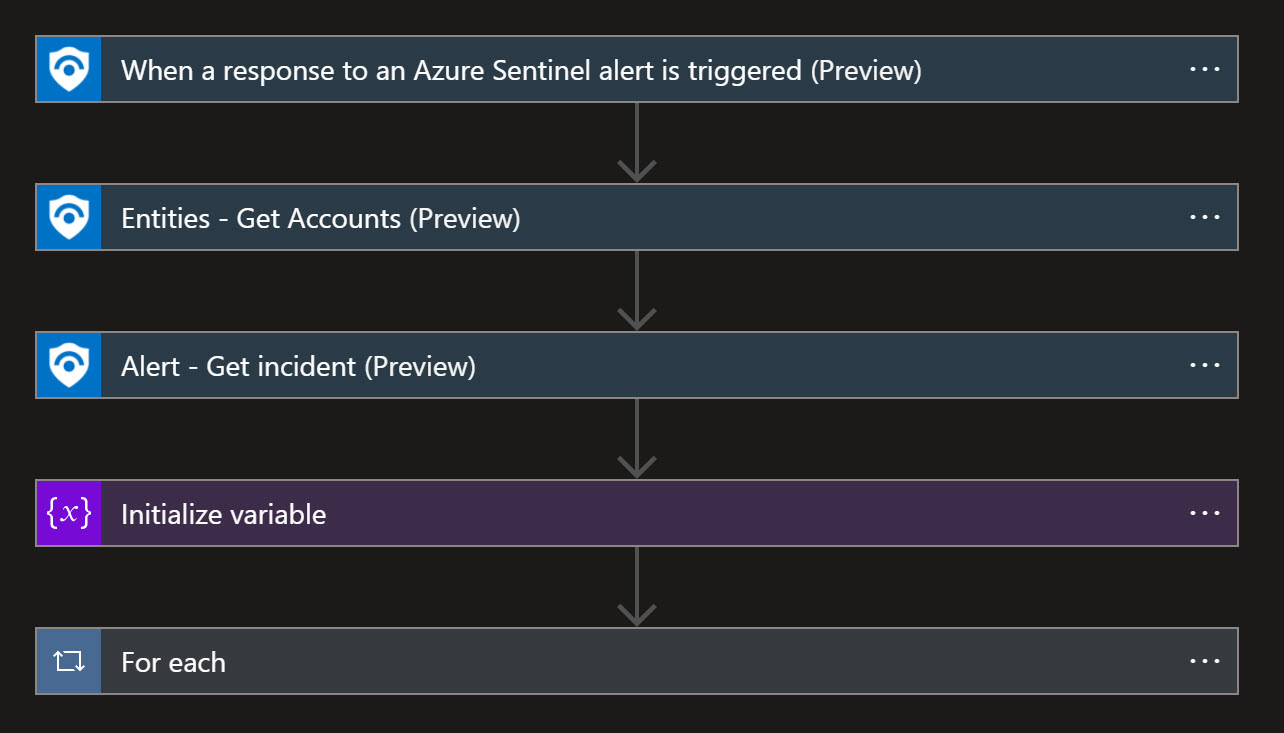 When a response to an Azure Sentinel alert is triggered (Preview)
Entities - Get Accounts (Preview)
Alert - Get incident (Preview)
{x} Initialize variable
For each